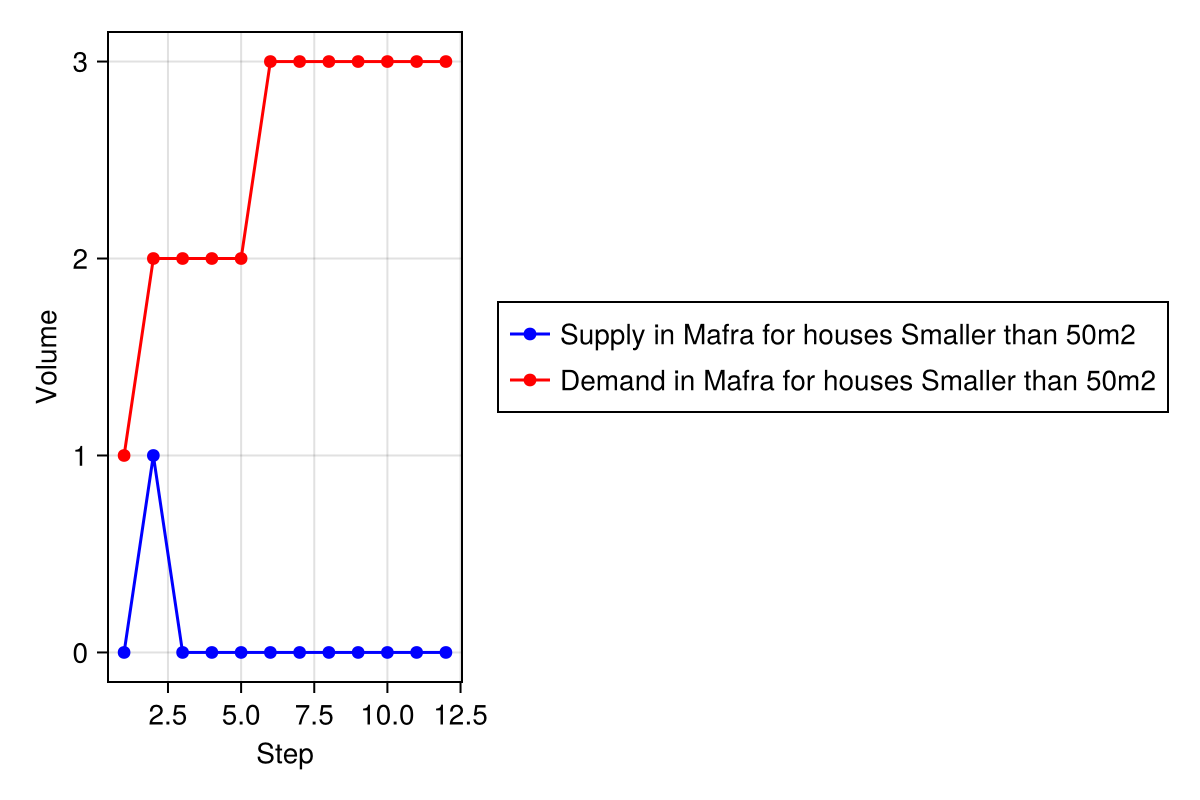 3
2
1
0
Volume
2.5 5.0 7.5 10.0 12.5
Step
Supply in Mafra for houses Smaller than 50m2
Demand in Mafra for houses Smaller than 50m2